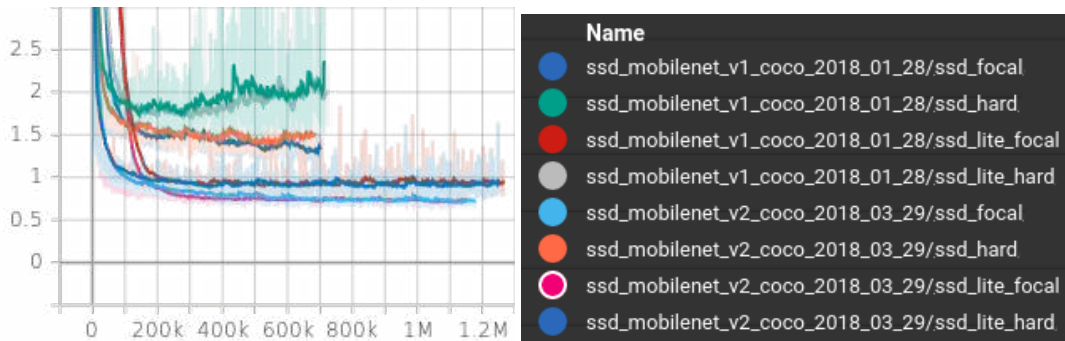 2.5
2
1.5
1
0.5
0
0 200k 400k 600k 800k 1M 1.2M
Name
ssd_mobilenet_v1_coco_2018_01_28/ssd_focal
ssd_mobilenet_v1_coco_2018_01_28/ssd_hard
ssd_mobilenet_v1_coco_2018_01_28/ssd_lite_focal
ssd_mobilenet_v1_coco_2018_01_28/ssd_lite_hard
ssd_mobilenet_v2_coco_2018_03_29/ssd_focal
ssd_mobilenet_v2_coco_2018_03_29/ssd_hard
ssd_mobilenet_v2_coco_2018_03_29/ssd_lite_focal
ssd_mobilenet_v2_coco_2018_03_29/ssd_lite_hard